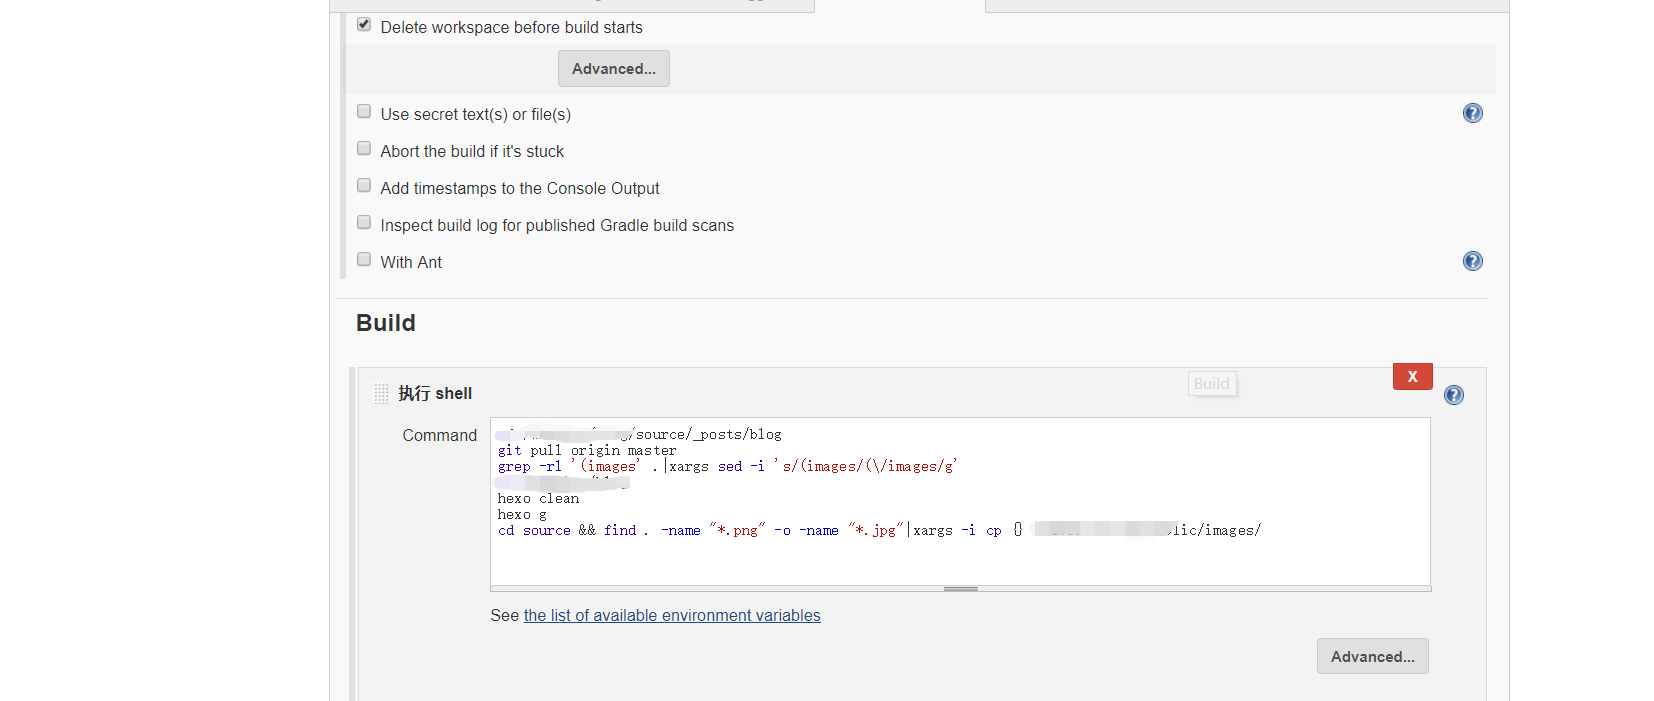 Delete workspace before build starts
Advanced...
Use secret text(s) or file(s)
Abort the build if it's stuck
Add timestamps to the Console Output
Inspect build log for published Gradle build scans
With Ant
Build
执行 shell
Build
X
Command
/source/_posts/blog
git pull origin master
grep -rl '(images' . |xargs sed -i 's/(images/(\/images/g'
hexo clean
hexo g
cd source && find . -name "*.png" -o -name "*.jpg"|xargs -i cp {} lic/images/
See the list of available environment variables
Advanced...